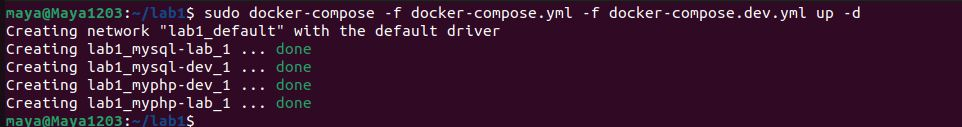 maya@Maya1203:~/lab1$ sudo docker-compose -f docker-compose.yml -f docker-compose.dev.yml up -d
Creating network "lab1_default" with the default driver
Creating lab1_mysql-lab_1 ... done
Creating lab1_mysql-dev_1 ... done
Creating lab1_myphp-dev_1 ... done
Creating lab1_myphp-lab_1 ... done
maya@Maya1203:~/lab1$